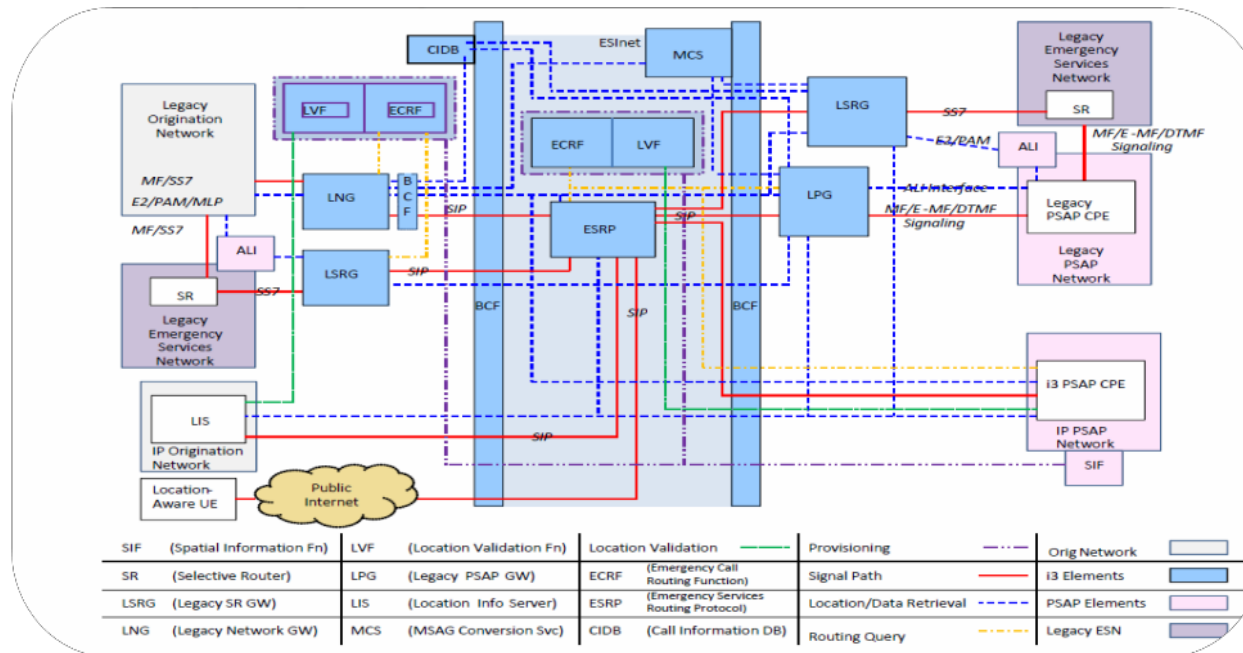 CIDB
ESInet
MCS
Legacy
Emergency
Services
Network
SR
LVF
ECRF
Legacy
Origination
Network
LSRG
SS7
MF/E -MF/DTMF
Signaling
E2/PAM
ALI
ECRF
LVF
MF/SS7
E2/PAM/MLP
MF/SS7
LNG
B
C
F
SIP
ESRP
SIP
LPG
ALI Interface
MF/E -MF/DTMF
Signaling
Legacy
PSAP CPE
Legacy
PSAP
Network
ALI
LSRG
SIP
SR
SS7
Legacy
Emergency
Services
Network
BCF
SIP
BCF
LIS
IP Origination
Network
SIP
i3 PSAP CPE
IP PSAP
Network
SIF
Location-
Aware UE
Public
Internet
SIF (Spatial Information Fn) LVF (Location Validation Fn) Location Validation Provisioning Orig Network
SR (Selective Router) LPG (Legacy PSAP GW) ECRF (Emergency Call Routing Function) Signal Path i3 Elements
LSRG (Legacy SR GW) LIS (Location Info Server) ESRP (Emergency Services Routing Protocol) Location/Data Retrieval PSAP Elements
LNG (Legacy Network GW) MCS (MSAG Conversion Svc) CIDB (Call Information DB) Routing Query Legacy ESN